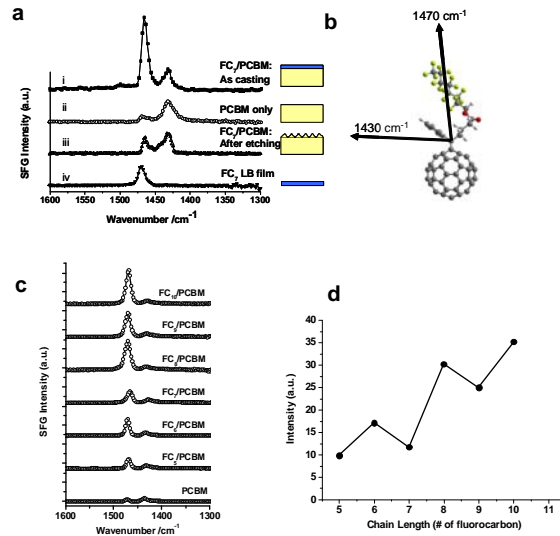 a
b
1470 cm⁻¹
1430 cm⁻¹
SFG Intensity (a.u.)
i
ii
iii
iv
FC₇/PCBM:
As casting
PCBM only
FC₇/PCBM:
After etching
FC₇ LB film
1600 1550 1500 1450 1400 1350 1300
Wavenumber /cm⁻¹
c
SFG Intensity (a.u.)
FC₁₀/PCBM
FC₉/PCBM
FC₈/PCBM
FC₇/PCBM
FC₆/PCBM
FC₅/PCBM
PCBM
1600 1500 1400 1300
Wavenumber /cm⁻¹
d
Intensity (a.u.)
40
35
30
25
20
15
10
5
0
5 6 7 8 9 10 11
Chain Length (# of fluorocarbon)